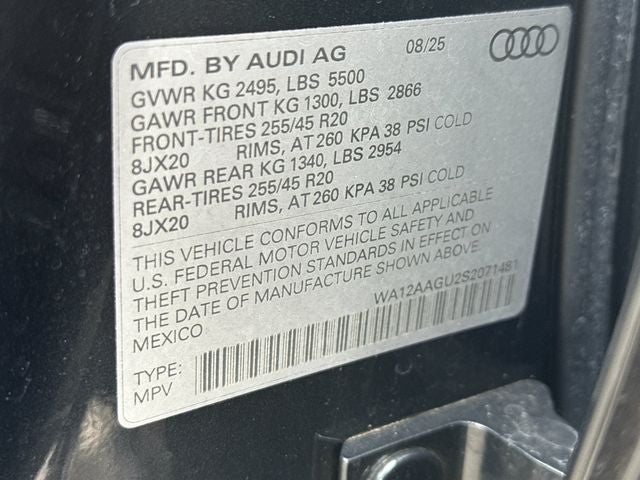 MFD. BY AUDI AG 08/25
GVWR KG 2495, LBS 5500
GAWR FRONT KG 1300, LBS 2866
FRONT-TIRES 255/45 R20
8JX20 RIMS, AT 260 KPA 38 PSI COLD
GAWR REAR KG 1340, LBS 2954
REAR-TIRES 255/45 R20
8JX20 RIMS, AT 260 KPA 38 PSI COLD
THIS VEHICLE CONFORMS TO ALL APPLICABLE
U.S. FEDERAL MOTOR VEHICLE SAFETY AND
THEFT PREVENTION STANDARDS IN EFFECT ON
THE DATE OF MANUFACTURE SHOWN ABOVE.
MEXICO WA12AAGU2S2071481
TYPE:
MPV